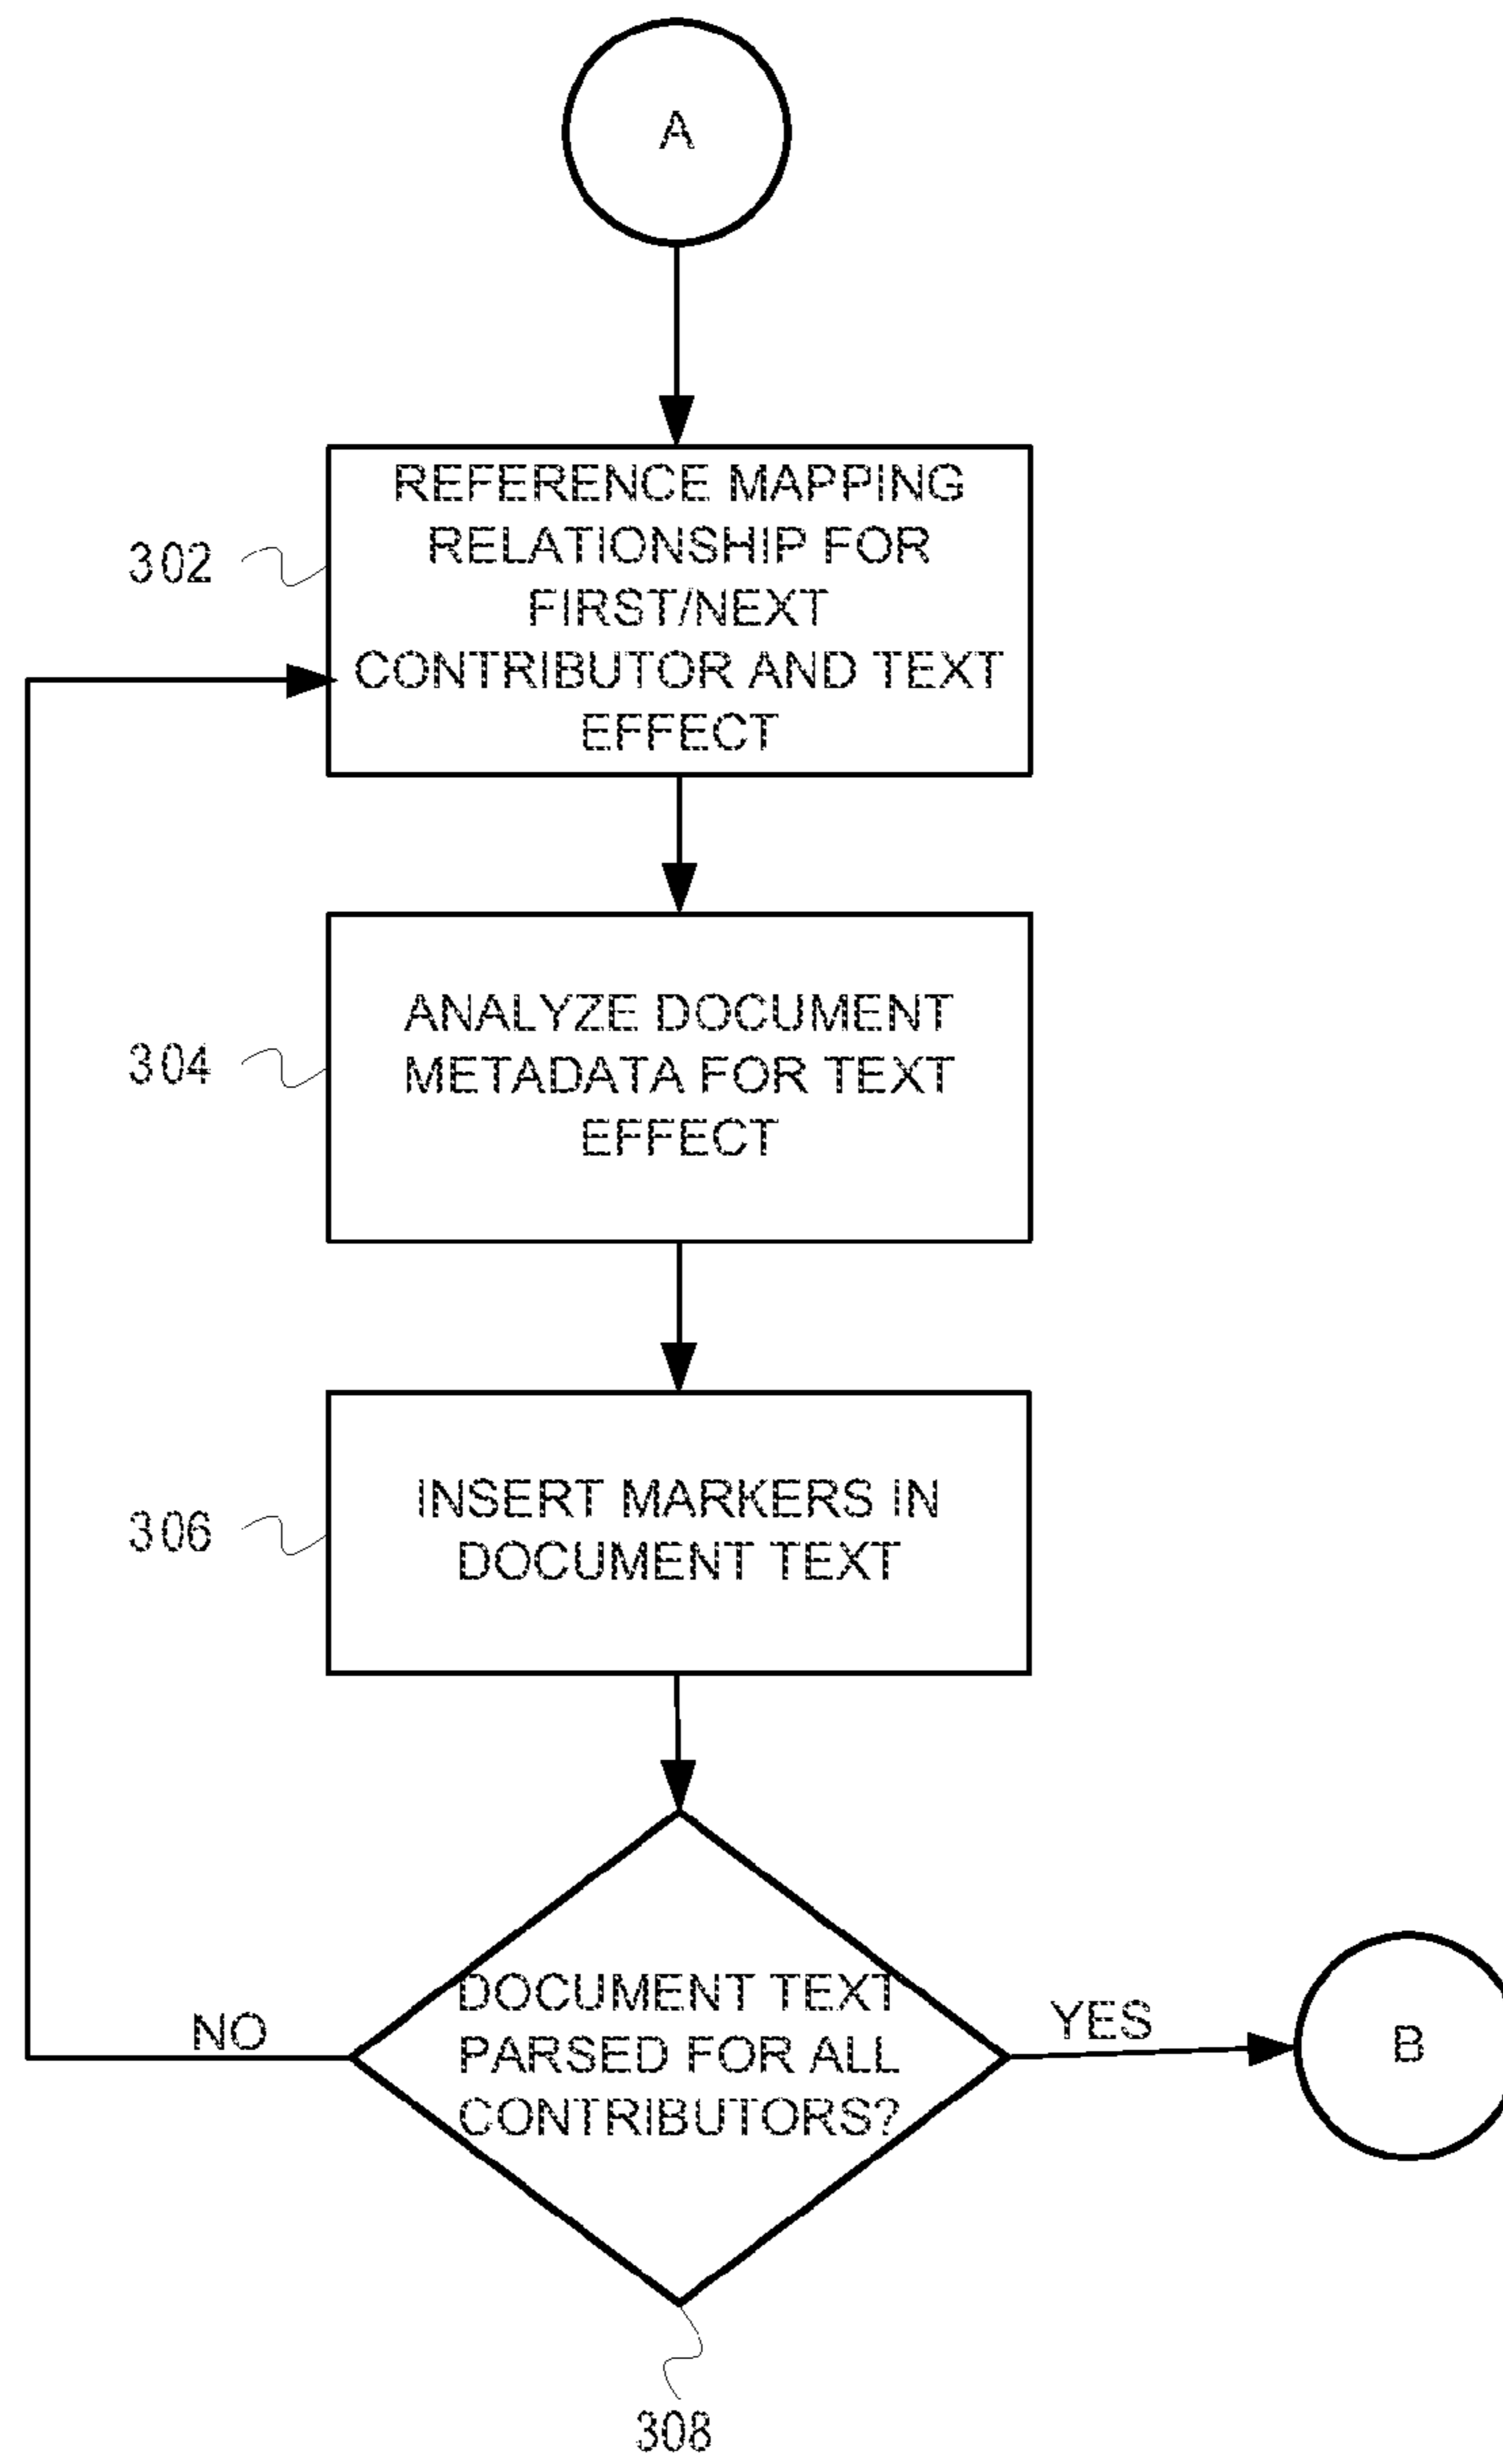 A
REFERENCE MAPPING
RELATIONSHIP FOR
FIRST/NEXT
CONTRIBUTOR AND TEXT
EFFECT
302
ANALYZE DOCUMENT
METADATA FOR TEXT
EFFECT
304
INSERT MARKERS IN
DOCUMENT TEXT
306
DOCUMENT TEXT
PARSED FOR ALL
CONTRIBUTORS?
NO
YES
B
308